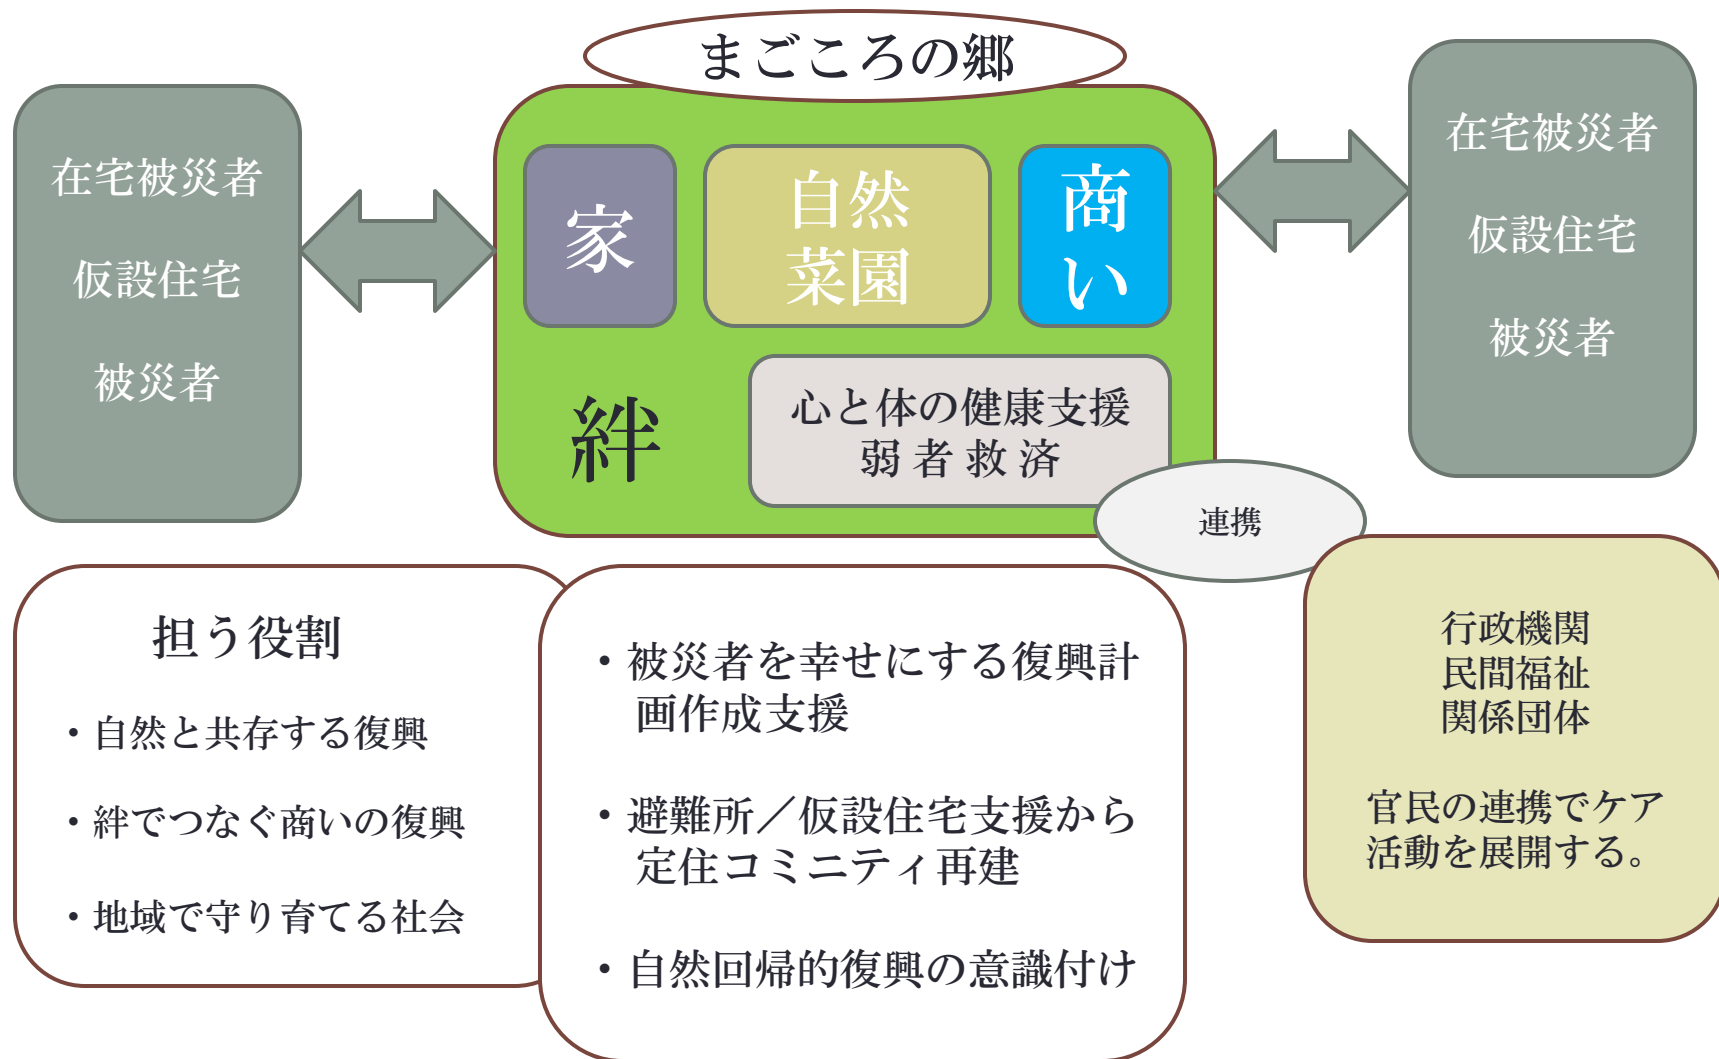 まごころの郷
在宅被災者
仮設住宅
被災者
家
自然
菜園
商
い
絆
心と体の健康支援
弱 者 救 済
在宅被災者
仮設住宅
被災者
連携
担う役割
・自然と共存する復興
・絆でつなぐ商いの復興
・地域で守り育てる社会
・被災者を幸せにする復興計
画作成支援
・避難所／仮設住宅支援から
定住コミニティ再建
・自然回帰的復興の意識付け
行政機関
民間福祉
関係団体
官民の連携でケア
活動を展開する。